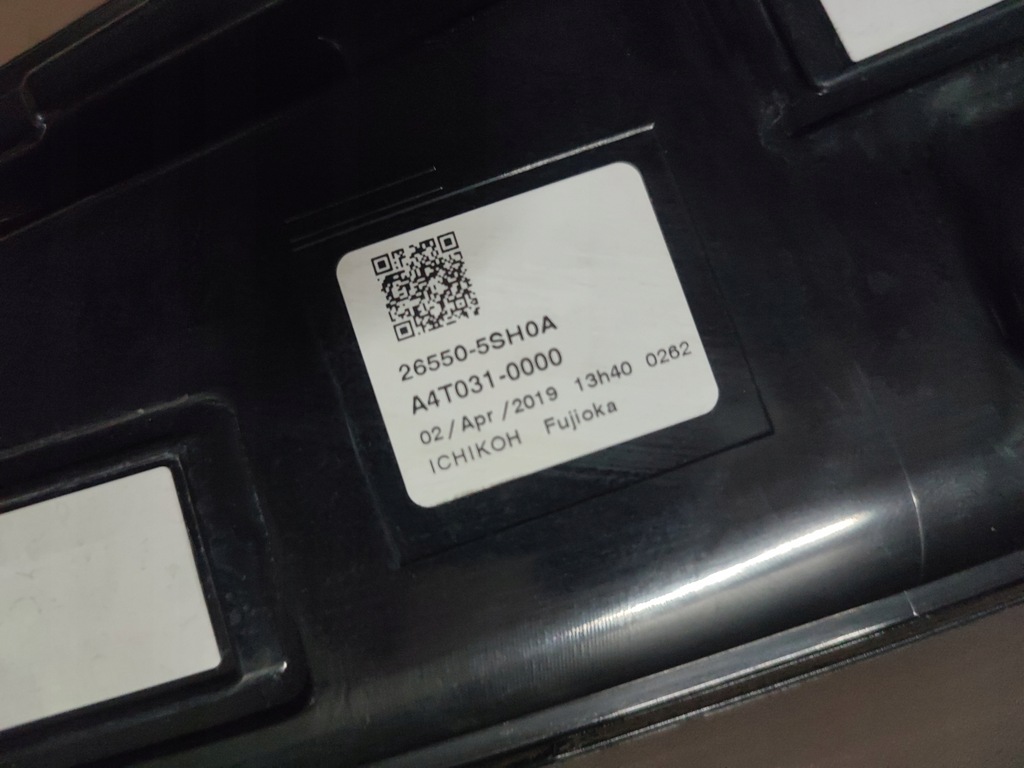 26550-5SH0A
A4T031-0000
02/Apr/2019 13h40 0262
ICHIKOH Fujioka